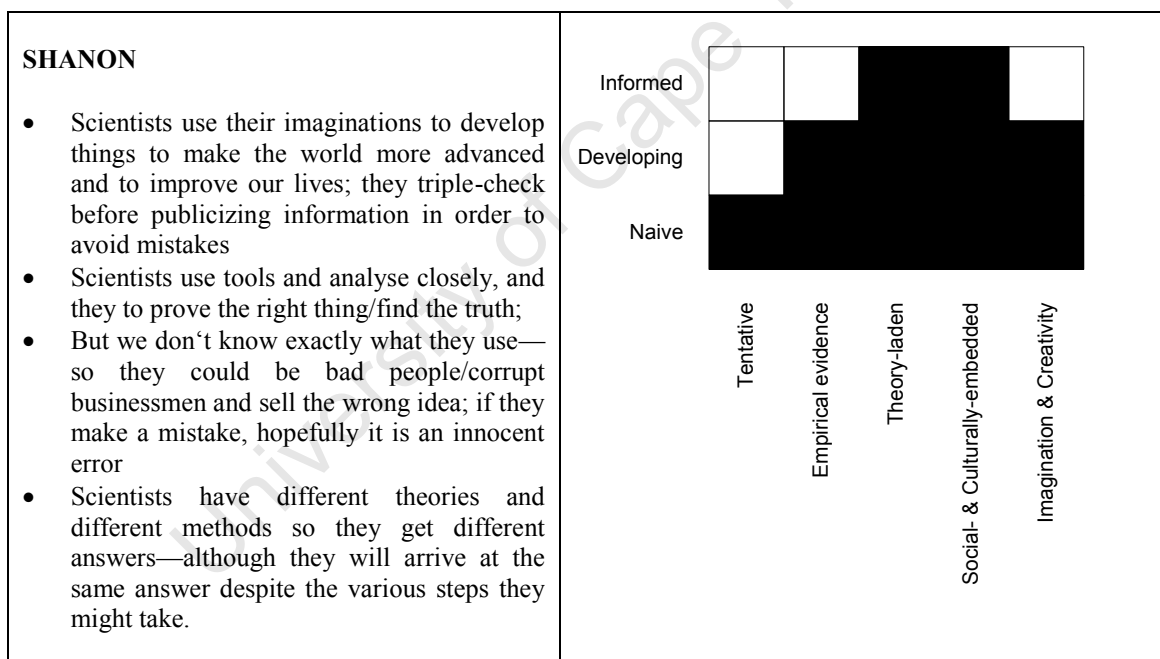 SHANON
• Scientists use their imaginations to develop
things to make the world more advanced
and to improve our lives; they triple-check
before publicizing information in order to
avoid mistakes
• Scientists use tools and analyse closely, and
they to prove the right thing/find the truth;
• But we don‘t know exactly what they use—
so they could be bad people/corrupt
businessmen and sell the wrong idea; if they
make a mistake, hopefully it is an innocent
error
• Scientists have different theories and
different methods so they get different
answers—although they will arrive at the
same answer despite the various steps they
might take.
Informed
Developing
Naive
Tentative
Empirical evidence
Theory-laden
Social- & Culturally-embedded
Imagination & Creativity
University of Cape